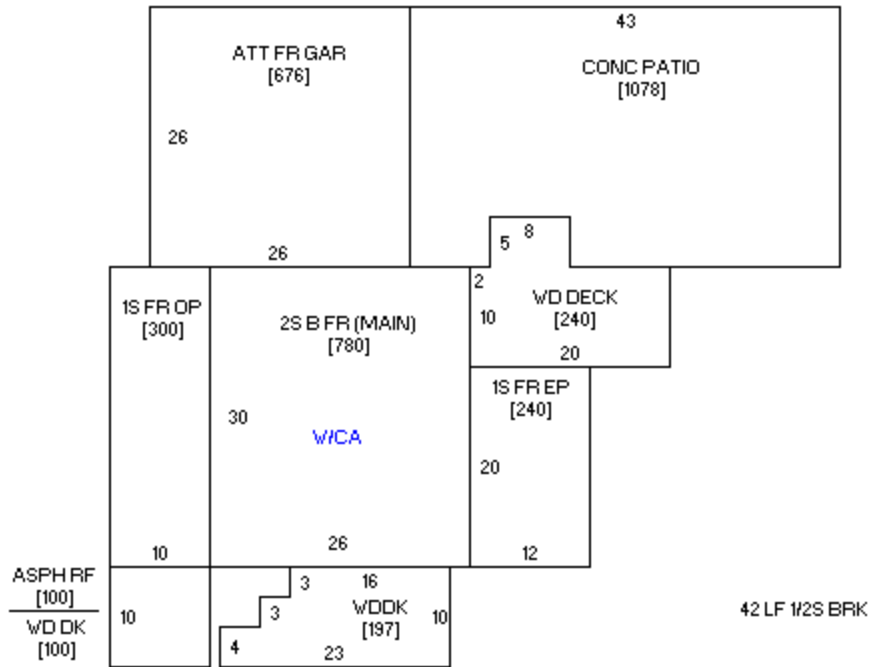 43
ATT FR GAR
[676]
CONC PATIO
[1078]
26
26
5
8
2
1S FR OP
[300]
2S B FR (MAIN)
[780]
10
WD DECK
[240]
20
1S FR EP
[240]
30
W/CA
20
10
26
12
ASPH RF
[100]
WD DK
[100]
10
3
16
3
WDDK
[197]
10
4
23
42 LF 1/2S BRK